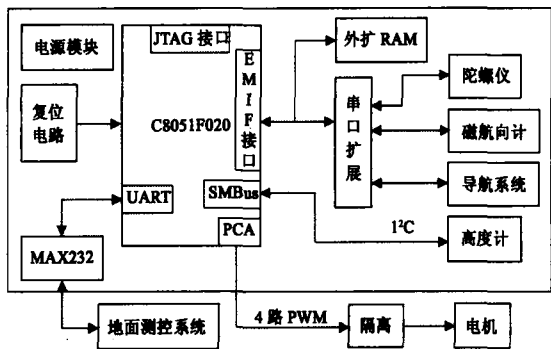 电源模块
JTAG 接口
外扩 RAM
复位
电路
C8051F020
EMIF接口
串口扩展
陀螺仪
磁航向计
导航系统
UART
SMBus
PCA
I²C
高度计
MAX232
地面测控系统
4 路 PWM
隔离
电机